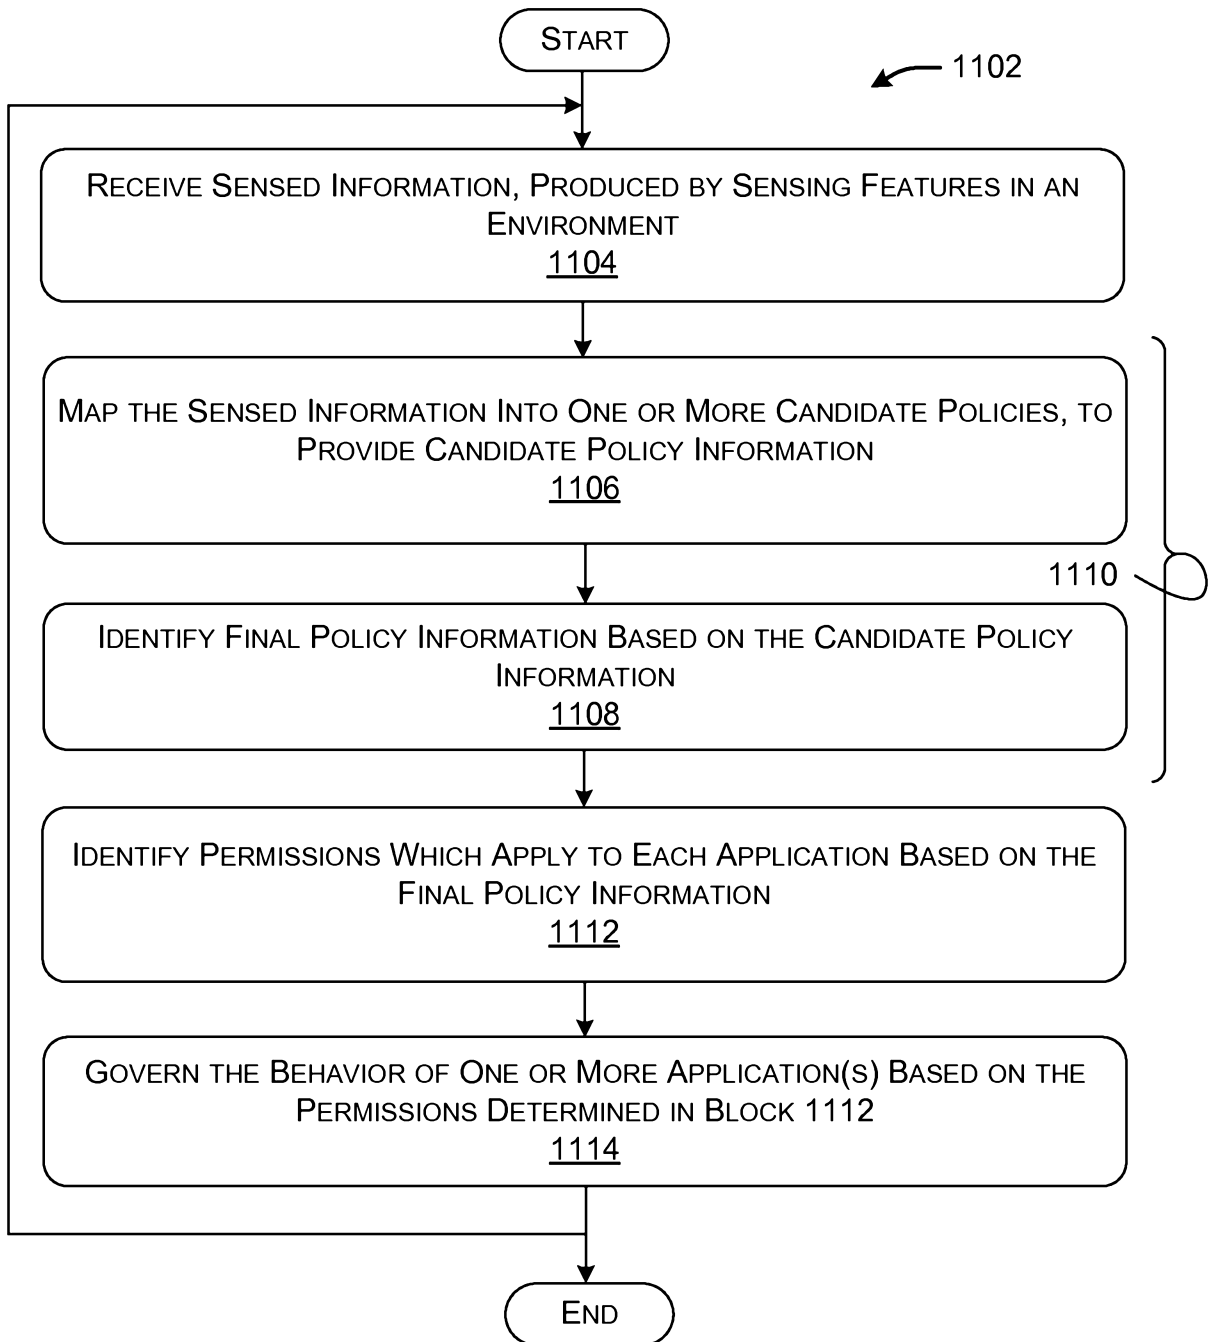 START
1102
RECEIVE SENSED INFORMATION, PRODUCED BY SENSING FEATURES IN AN
ENVIRONMENT
1104
MAP THE SENSED INFORMATION INTO ONE OR MORE CANDIDATE POLICIES, TO
PROVIDE CANDIDATE POLICY INFORMATION
1106
1110
IDENTIFY FINAL POLICY INFORMATION BASED ON THE CANDIDATE POLICY
INFORMATION
1108
IDENTIFY PERMISSIONS WHICH APPLY TO EACH APPLICATION BASED ON THE
FINAL POLICY INFORMATION
1112
GOVERN THE BEHAVIOR OF ONE OR MORE APPLICATION(S) BASED ON THE
PERMISSIONS DETERMINED IN BLOCK 1112
1114
END